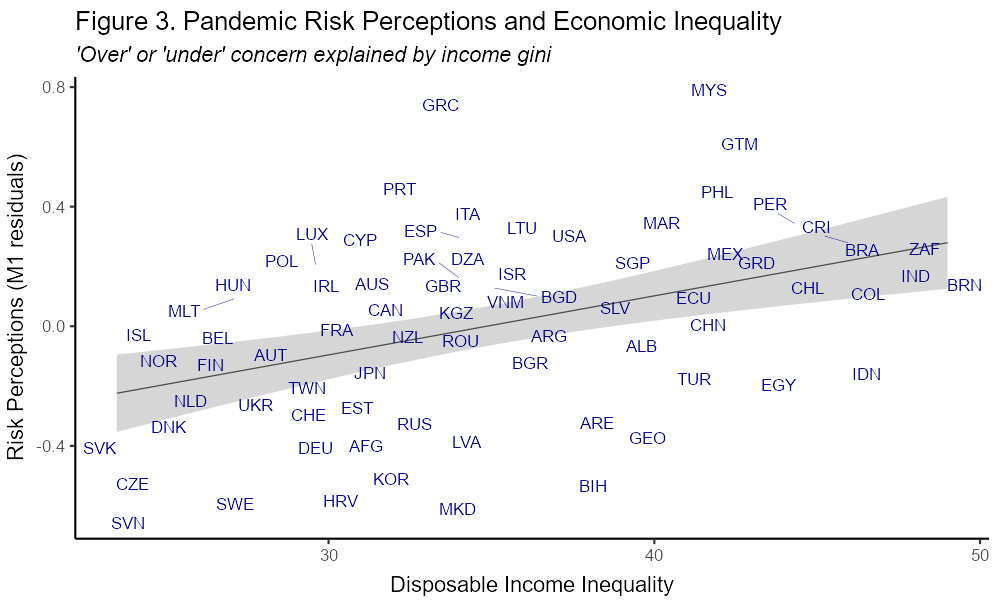 Figure 3. Pandemic Risk Perceptions and Economic Inequality
'Over' or 'under' concern explained by income gini
Risk Perceptions (M1 residuals)
0.8
0.4
0.0
-0.4
MYS
GRC
GTM
PRT
PHL
PER
ITA
MAR
LTU
CRI
ESP
LUX
USA
CYP
BRA
ZAF
MEX
PAK
DZA
POL
SGP
GRD
ISR
IND
HUN
IRL
AUS
GBR
BRN
CHL
COL
BGD
ECU
VNM
MLT
CAM
SLV
KGZ
CHN
FRA
ISL
BEL
NZL
ARG
ROU
ALB
AUT
NOR
FIN
BGR
JPN
IDN
TUR
TWN
EGY
NLD
UKR
EST
CHE
DNK
RUS
ARE
GEO
LVA
SVK
DEU
AFG
KOR
CZE
BIH
SWE
HRV
MKD
SVN
30
40
50
Disposable Income Inequality